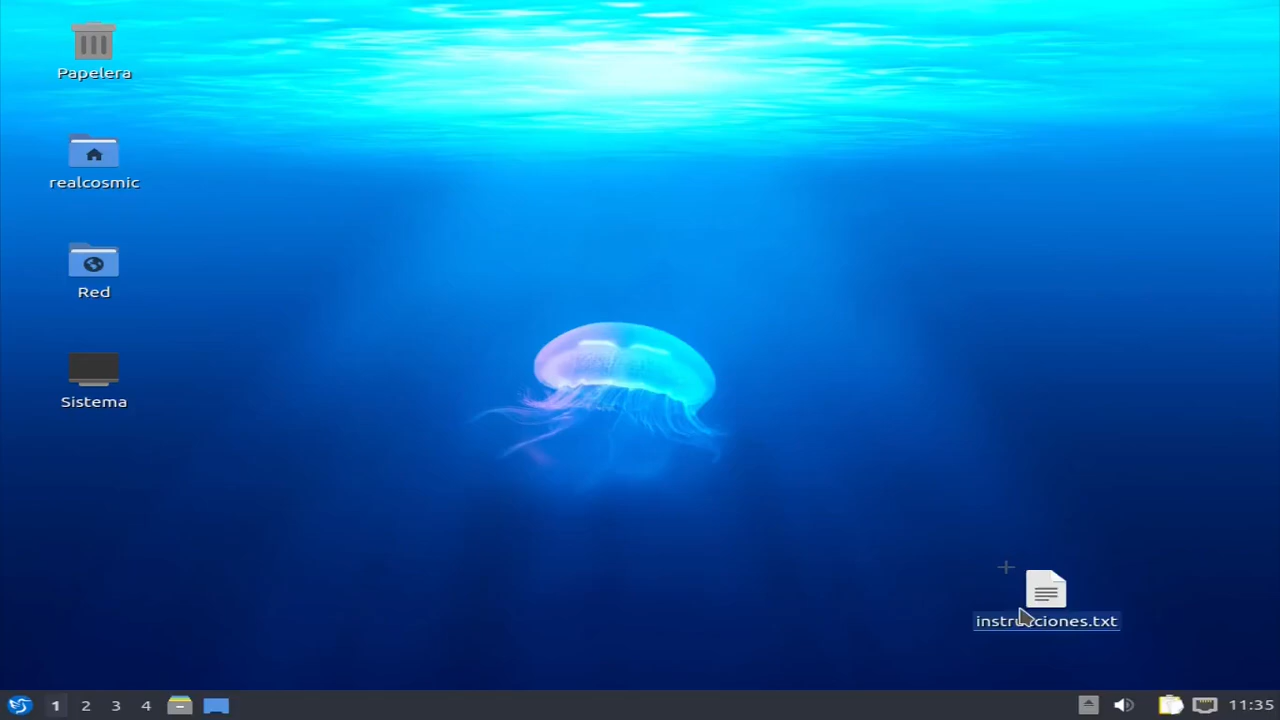 Papelera
realcosmic
Red
Sistema
instrucciones.txt
1 2 3 4 11:35